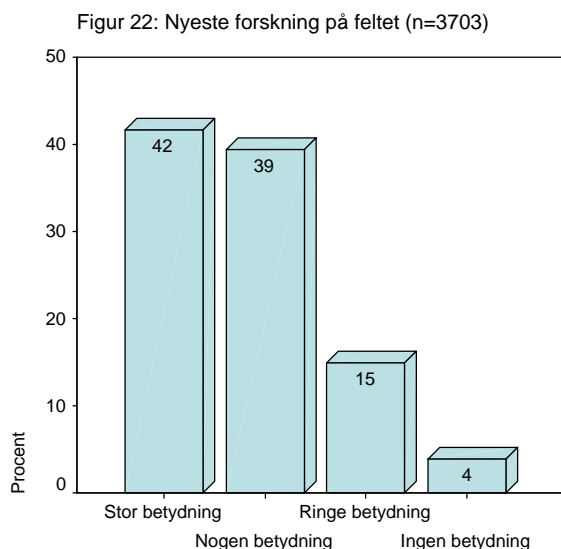 Figur 22: Nyeste forskning på feltet (n=3703)
50
40
30
20
10
0
Procent
42
39
15
4
Stor betydning
Nogen betydning
Ringe betydning
Ingen betydning